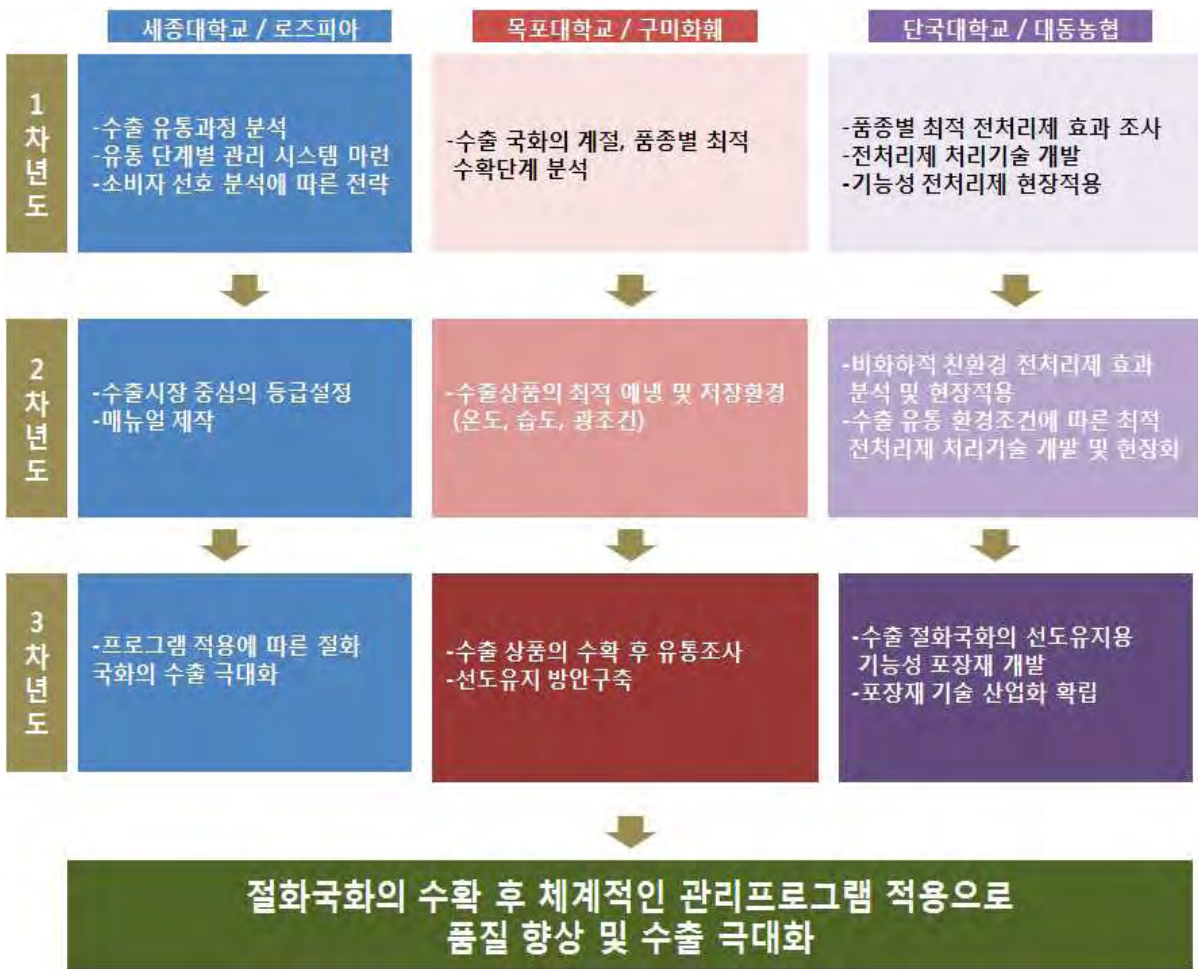 세종대학교 / 로즈피아
목포대학교 / 구미화훼
단국대학교 / 대동농협
1차년도
-수출 유통과정 분석
-유통 단계별 관리 시스템 마련
-소비자 선호 분석에 따른 전략
-수출 국화의 계절, 품종별 최적
수확단계 분석
-품종별 최적 전처리제 효과 조사
-전처리제 처리기술 개발
-기능성 전처리제 현장적용
2차년도
-수출시장 중심의 등급설정
-매뉴얼 제작
-수출상품의 최적 예냉 및 저장환경
(온도, 습도, 광조건)
-비화하적 친환경 전처리제 효과
분석 및 현장적용
-수출 유통 환경조건에 따른 최적
전처리제 처리기술 개발 및 현장회
3차년도
-프로그램 적용에 따른 절화
국화의 수출 극대화
-수출 상품의 수확 후 유통조사
-선도유지 방안구축
-수출 절화국화의 선도유지용
기능성 포장재 개발
-포장재 기술 산업화 확립
절화국화의 수확 후 체계적인 관리프로그램 적용으로
품질 향상 및 수출 극대화